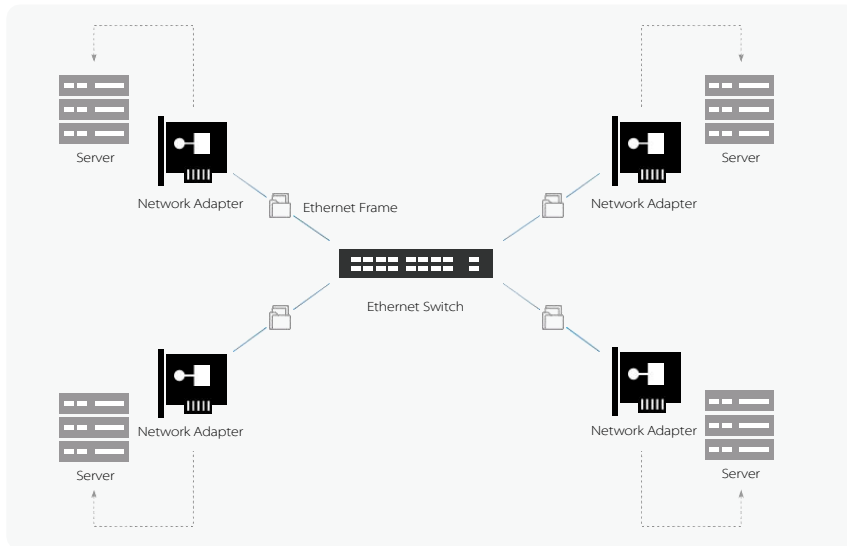 Server
Server
Network Adapter
Network Adapter
Ethernet Frame
Ethernet Switch
Network Adapter
Network Adapter
Server
Server